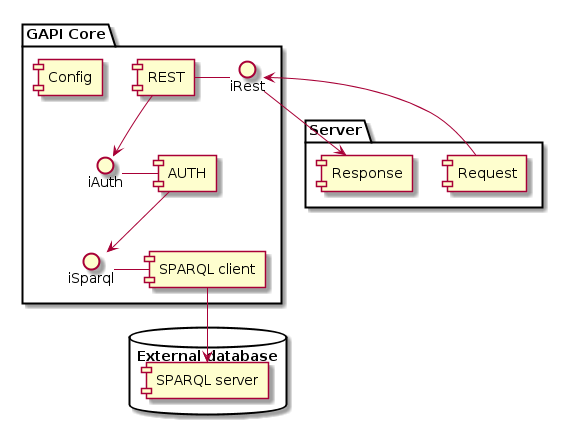 GAPI Core
Config
REST
iRest
Server
Response
Request
iAuth
AUTH
iSparql
SPARQL client
External database
SPARQL server